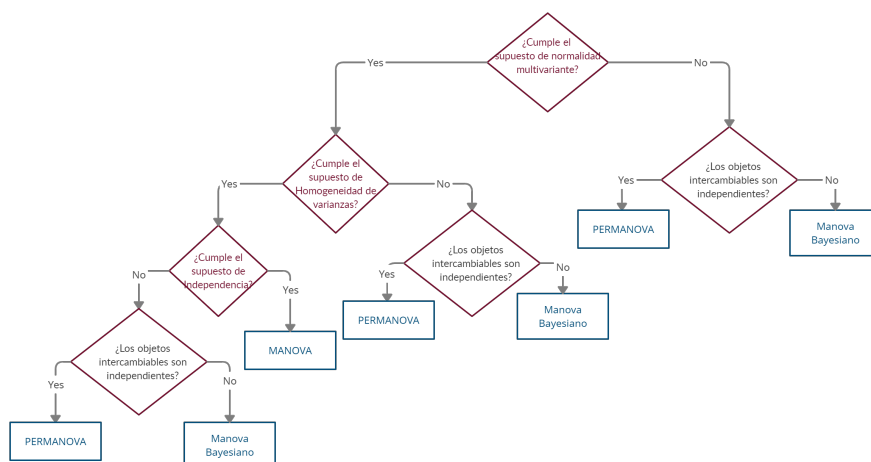 ¿Cumple el
supuesto de normalidad
multivariante?
Yes
No
¿Cumple el
supuesto de
Homogeneidad de
varianzas?
¿Los objetos
intercambiables son
independientes?
Yes
No
Yes
No
PERMANOVA
Manova
Bayesiano
¿Cumple el
supuesto de
Independencia?
¿Los objetos
intercambiables son
independientes?
No
Yes
Yes
No
MANOVA
PERMANOVA
Manova
Bayesiano
¿Los objetos
intercambiables son
independientes?
Yes
No
PERMANOVA
Manova
Bayesiano